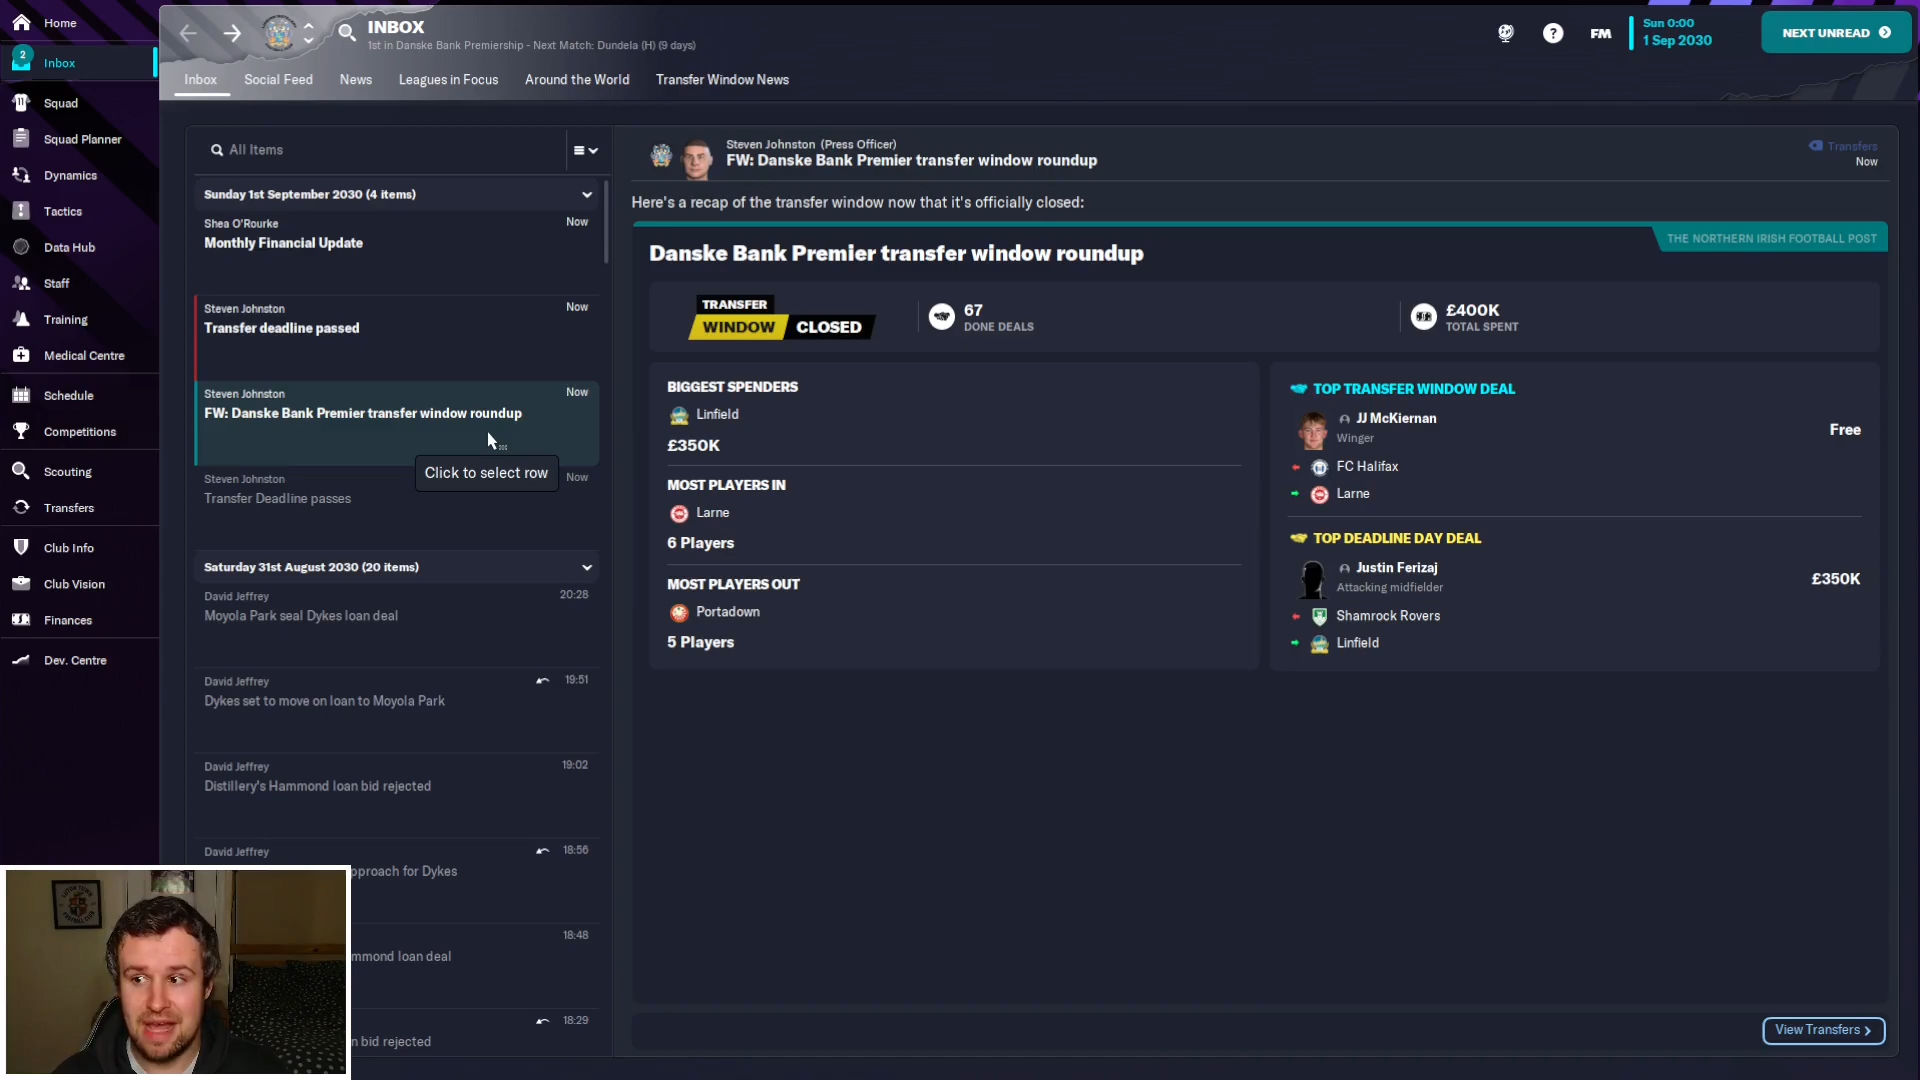 Home
Inbox
2
Squad
Squad Planner
Dynamics
Tactics
Data Hub
Staff
Training
Medical Centre
Schedule
Competitions
Scouting
Transfers
Club Info
Club Vision
Finances
Dev. Centre
INBOX
1st in Danske Bank Premiership - Next Match: Dundela (H) (9 days)
?
FM
Sun 0:00
1 Sep 2030
NEXT UNREAD
Inbox Social Feed News Leagues in Focus Around the World Transfer Window News
All Items
Sunday 1st September 2030 (4 items)
Shea O'Rourke Now
Monthly Financial Update
Steven Johnston Now
Transfer deadline passed
Steven Johnston Now
FW: Danske Bank Premier transfer window roundup
Click to select row
Steven Johnston Now
Transfer Deadline passes
Saturday 31st August 2030 (20 items)
David Jeffrey 20:28
Moyola Park seal Dykes loan deal
David Jeffrey 19:51
Dykes set to move on loan to Moyola Park
David Jeffrey 19:02
Distillery's Hammond loan bid rejected
David Jeffrey 18:56
pproach for Dykes
18:48
mmond loan deal
18:29
n bid rejected
Steven Johnston (Press Officer)
FW: Danske Bank Premier transfer window roundup
Transfers
Now
Here's a recap of the transfer window now that it's officially closed:
THE NORTHERN IRISH FOOTBALL POST
Danske Bank Premier transfer window roundup
TRANSFER
WINDOW CLOSED
67
DONE DEALS
£400K
TOTAL SPENT
BIGGEST SPENDERS
Linfield
£350K
MOST PLAYERS IN
Larne
6 Players
MOST PLAYERS OUT
Portadown
5 Players
TOP TRANSFER WINDOW DEAL
JJ McKiernan
Winger
Free
FC Halifax
Larne
TOP DEADLINE DAY DEAL
Justin Ferizaj
Attacking midfielder
£350K
Shamrock Rovers
Linfield
View Transfers